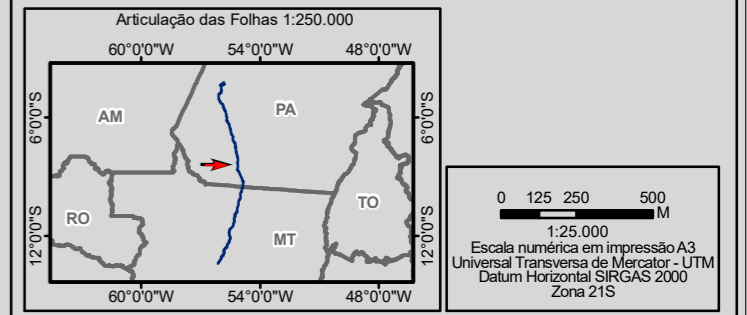 Articulação das Folhas 1:250.000
60°0'0"W 54°0'0"W 48°0'0"W
6°0'0"S AM PA 6°0'0"S
RO TO
12°0'0"S MT 12°0'0"S
60°0'0"W 54°0'0"W 48°0'0"W
0 125 250 500
M
1:25.000
Escala numérica em impressão A3
Universal Transversa de Mercator - UTM
Datum Horizontal SIRGAS 2000
Zona 21S